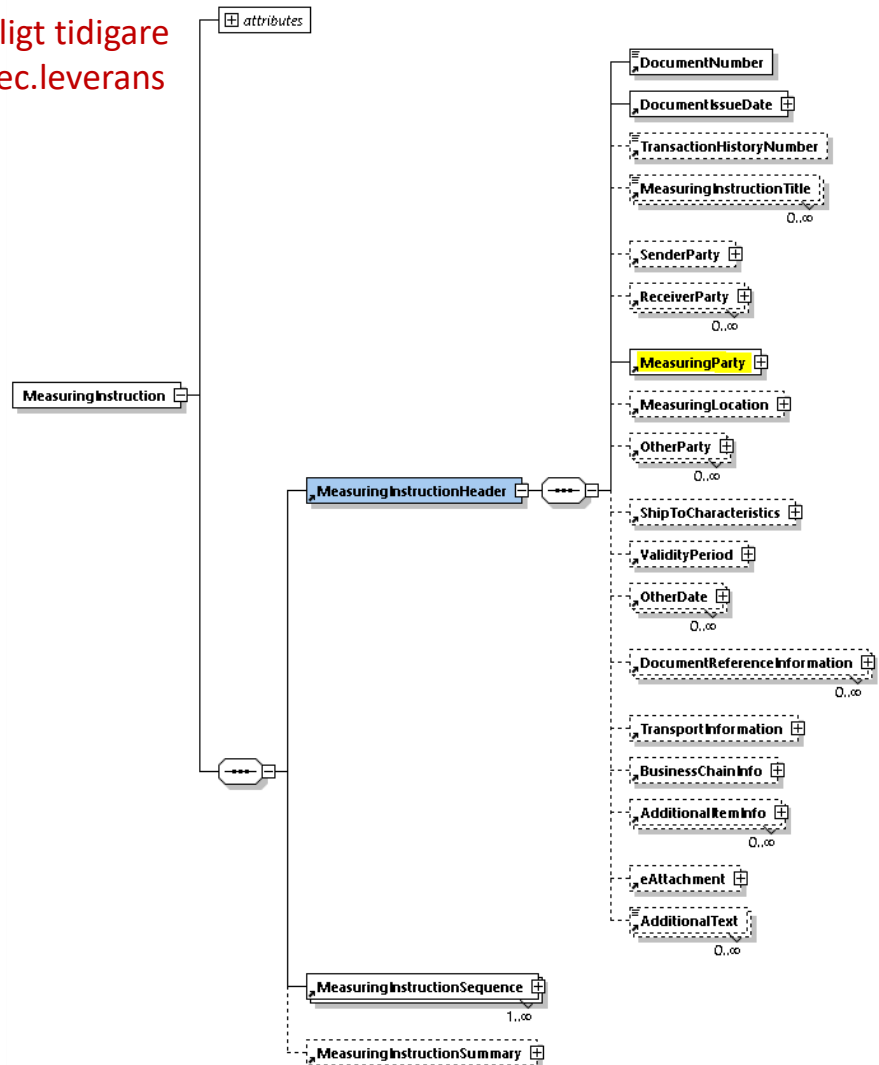 ligt tidigare
ec.leverans
attributes
DocumentNumber
DocumentIssueDate
TransactionHistoryNumber
MeasuringInstructionTitle
0..∞
SenderParty
ReceiverParty
0..∞
MeasuringParty
MeasuringInstruction
MeasuringLocation
OtherParty
0..∞
MeasuringInstructionHeader
ShipToCharacteristics
ValidityPeriod
OtherDate
0..∞
DocumentReferenceInformation
0..∞
TransportInformation
BusinessChainInfo
AdditionalItemInfo
0..∞
eAttachment
AdditionalText
0..∞
MeasuringInstructionSequence
1..∞
MeasuringInstructionSummary